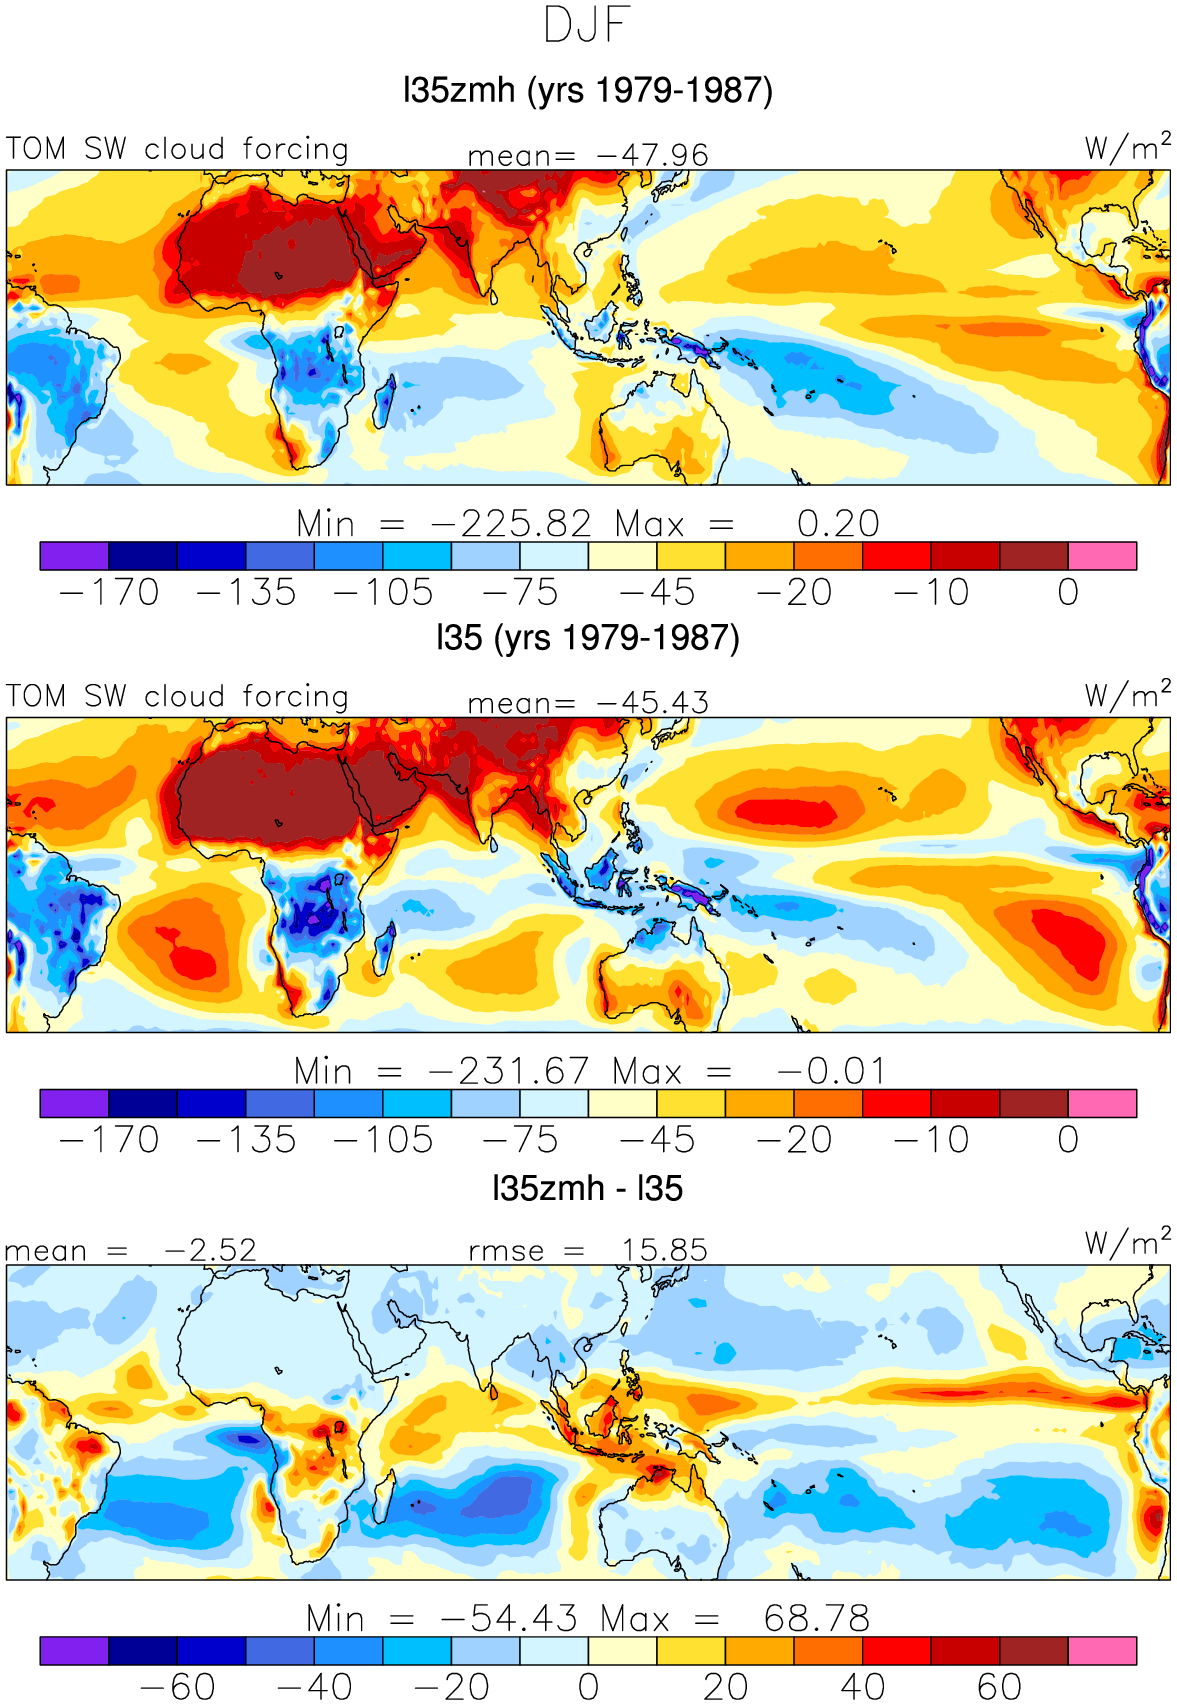 DJF
l35zmh (yrs 1979-1987)
TOM SW cloud forcing mean= −47.96 W/m²
Min = −225.82 Max = 0.20
−170 −135 −105 −75 −45 −20 −10 0
l35 (yrs 1979-1987)
TOM SW cloud forcing mean= −45.43 W/m²
Min = −231.67 Max = −0.01
−170 −135 −105 −75 −45 −20 −10 0
l35zmh - l35
mean = −2.52 rmse = 15.85 W/m²
Min = −54.43 Max = 68.78
−60 −40 −20 0 20 40 60